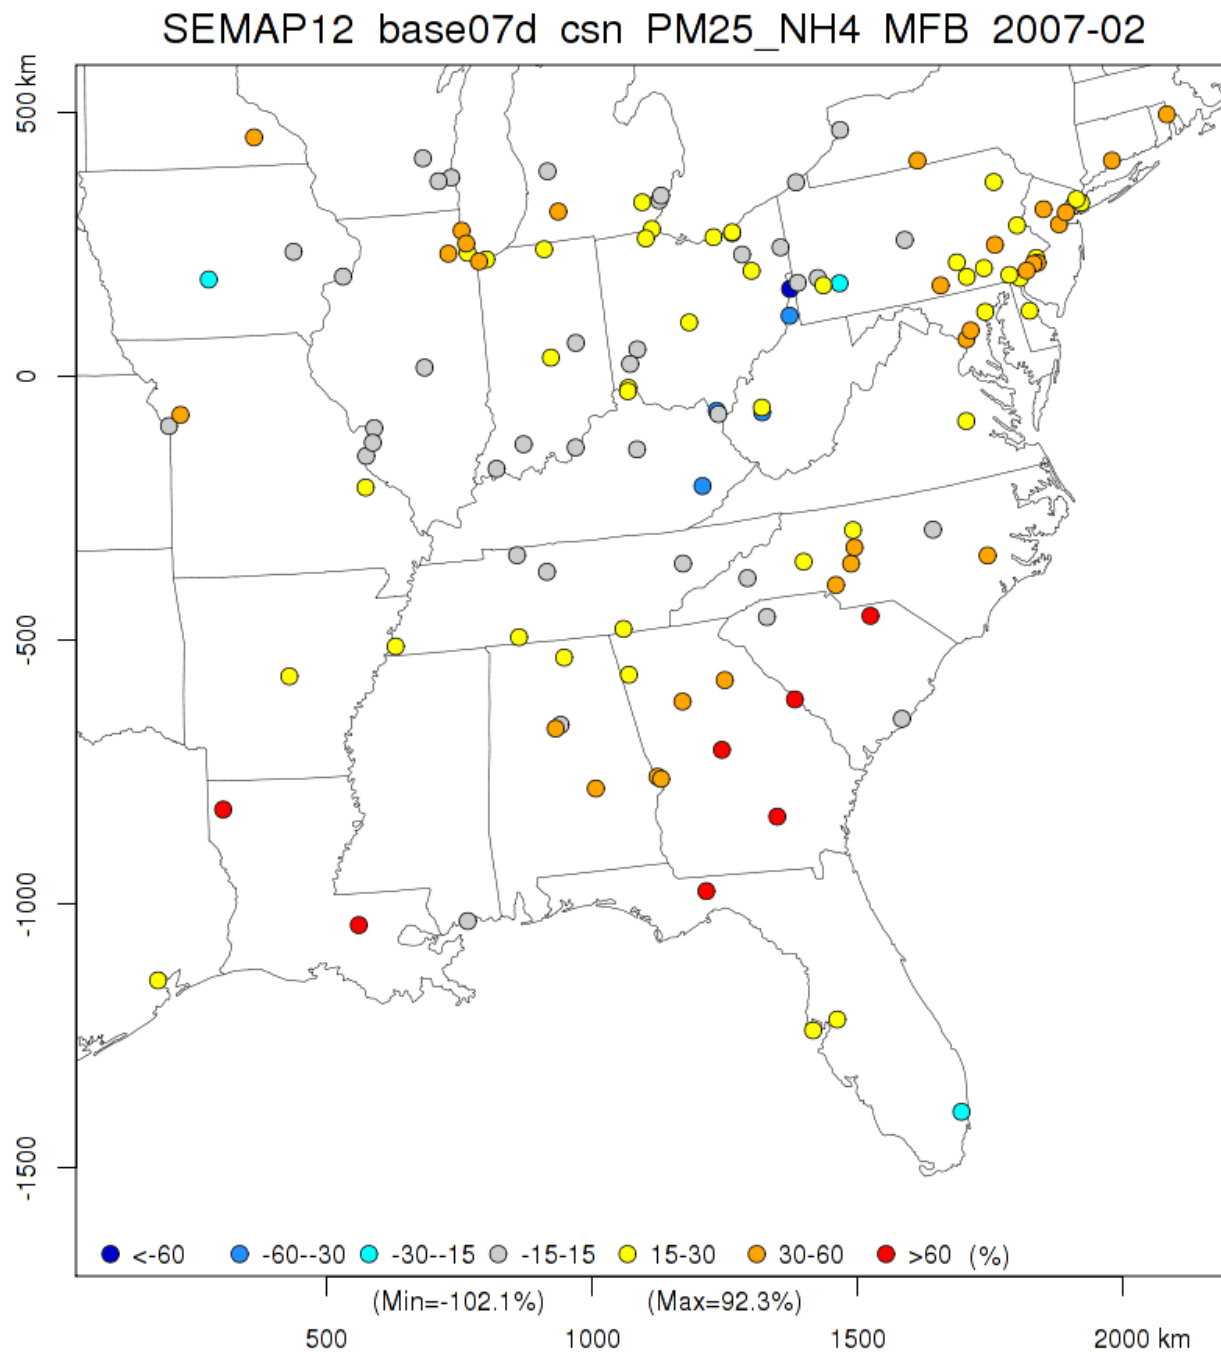 SEMAP12 base07d csn PM25_NH4 MFB 2007-02
500 km
0
-500
-1000
-1500
<-60 -60--30 -30--15 -15-15 15-30 30-60 >60 (%)
(Min=-102.1%) (Max=92.3%)
500 1000 1500 2000 km